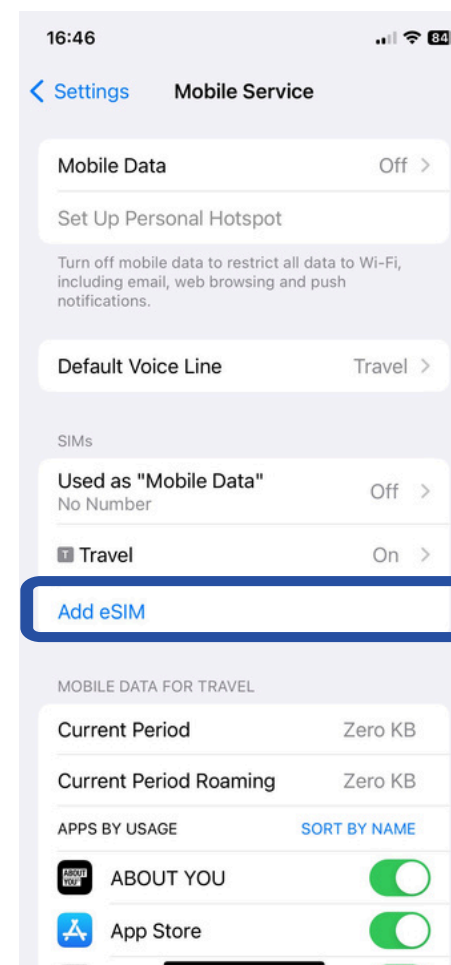 16:46 84
Settings Mobile Service
Mobile Data Off
Set Up Personal Hotspot
Turn off mobile data to restrict all data to Wi-Fi,
including email, web browsing and push
notifications.
Default Voice Line Travel
SIMs
Used as "Mobile Data" Off
No Number
T Travel On
Add eSIM
MOBILE DATA FOR TRAVEL
Current Period Zero KB
Current Period Roaming Zero KB
APPS BY USAGE SORT BY NAME
ABOUT YOU ABOUT YOU
App Store